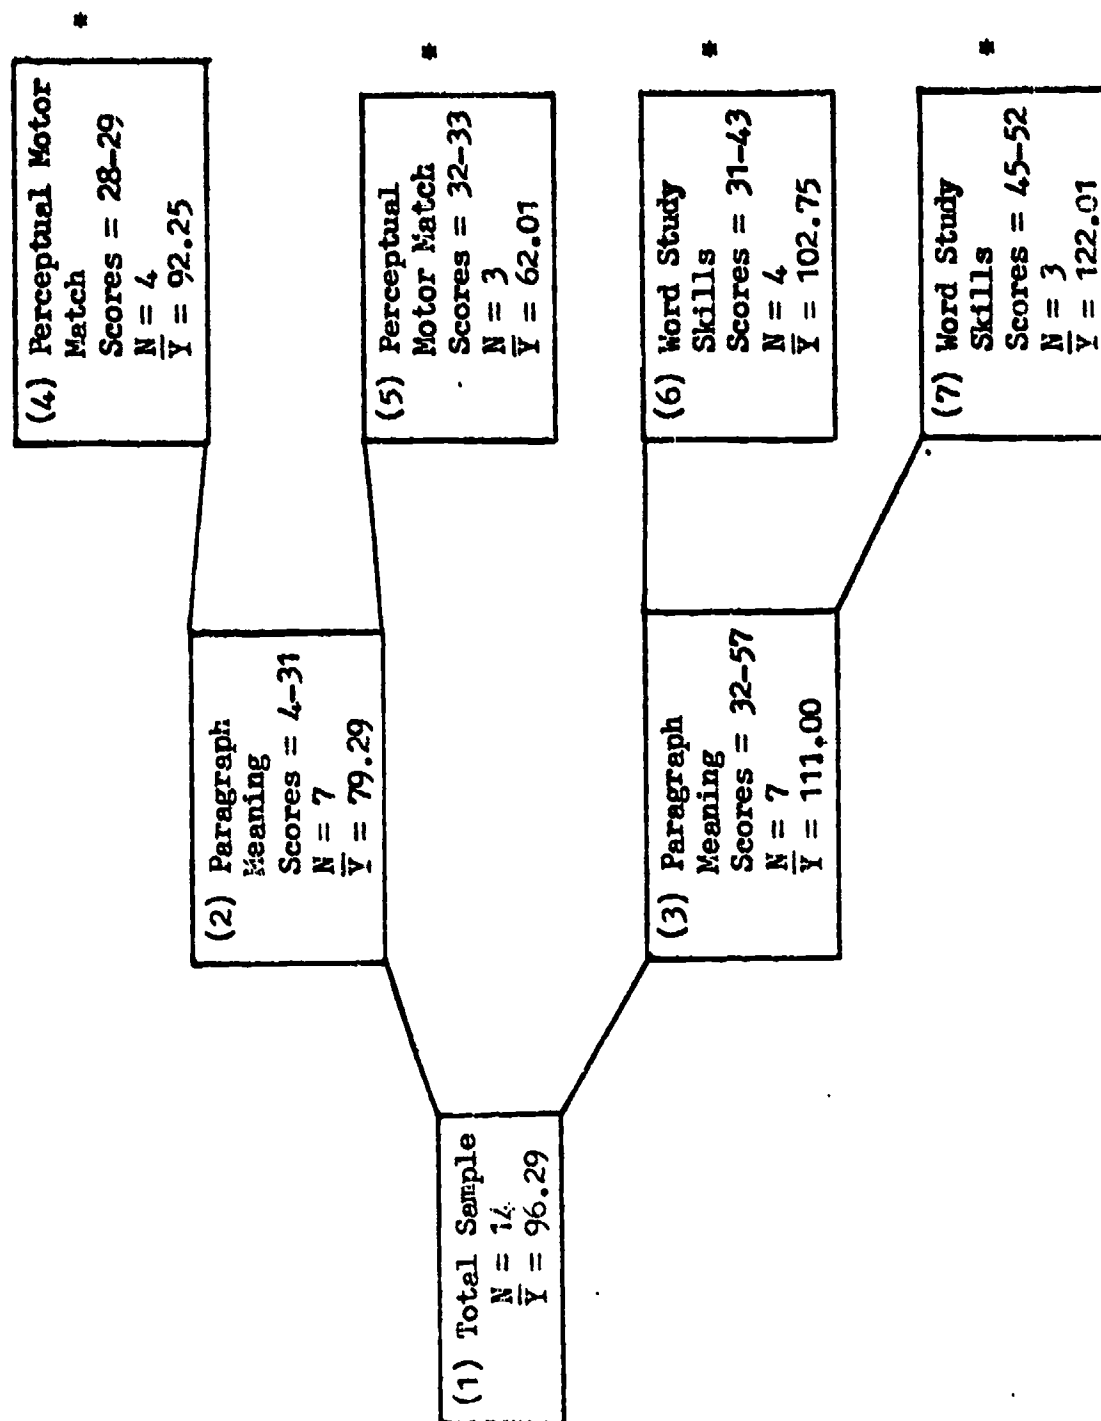 (1) Total Sample
N = 14
Y̅ = 96.29
(2) Paragraph
Meaning
Scores = 4-31
N = 7
Y̅ = 79.29
(3) Paragraph
Meaning
Scores = 32-57
N = 7
Y̅ = 111.00
(4) Perceptual Motor
Match
Scores = 28-29
N = 4
Y̅ = 92.25
*
(5) Perceptual
Motor Match
Scores = 32-33
N = 3
Y̅ = 62.01
*
(6) Word Study
Skills
Scores = 31-43
N = 4
Y̅ = 102.75
*
(7) Word Study
Skills
Scores = 45-52
N = 3
Y̅ = 122.01
*